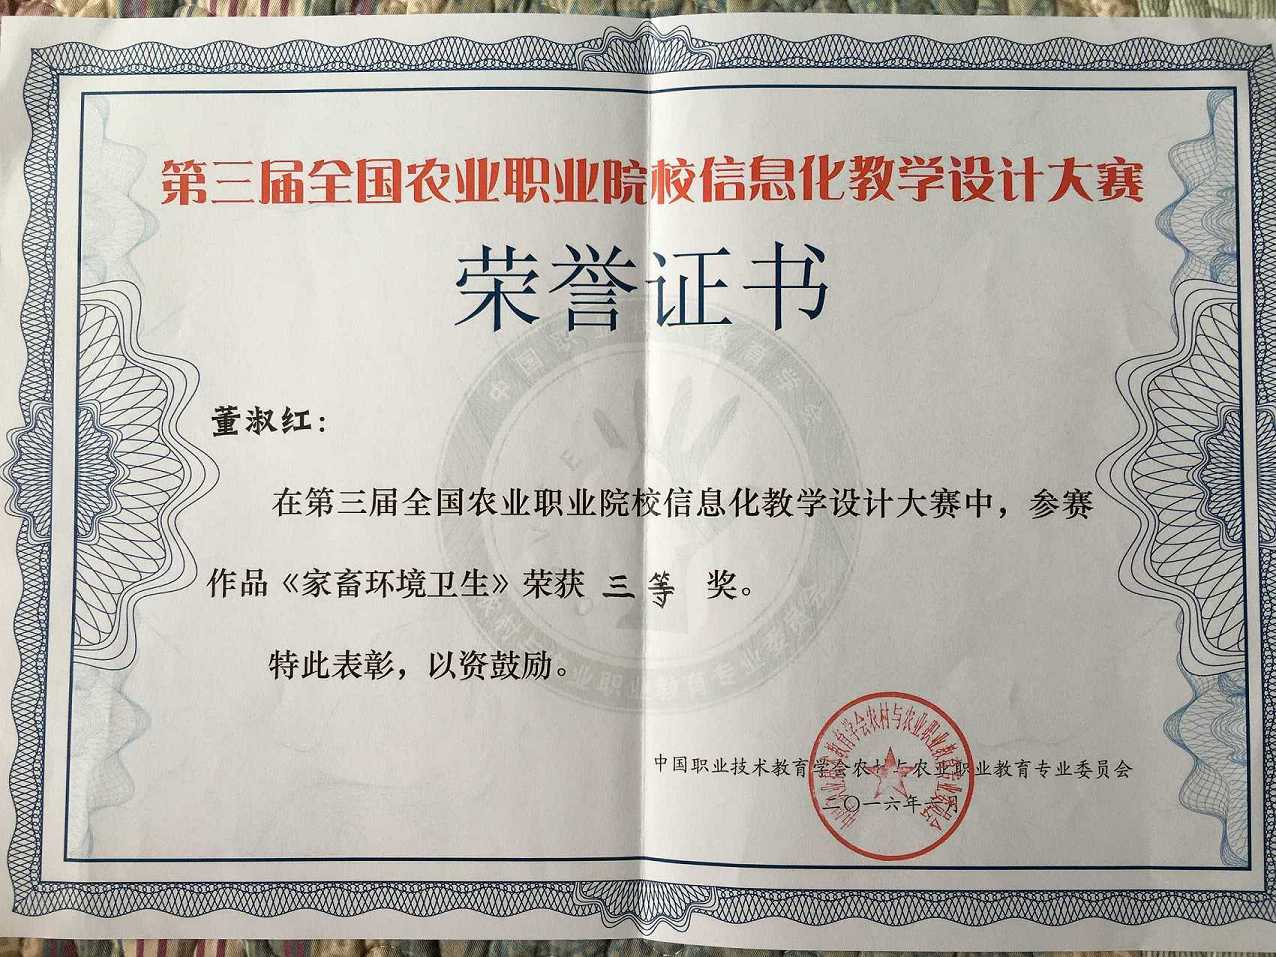 第三届全国农业职业院校信息化教学设计大赛
荣誉证书
董淑红：
在第三届全国农业职业院校信息化教学设计大赛中，参赛
作品《家畜环境卫生》荣获 三等 奖。
特此表彰，以资鼓励。
中国职业技术教育学会农村与农业职业教育专业委员会